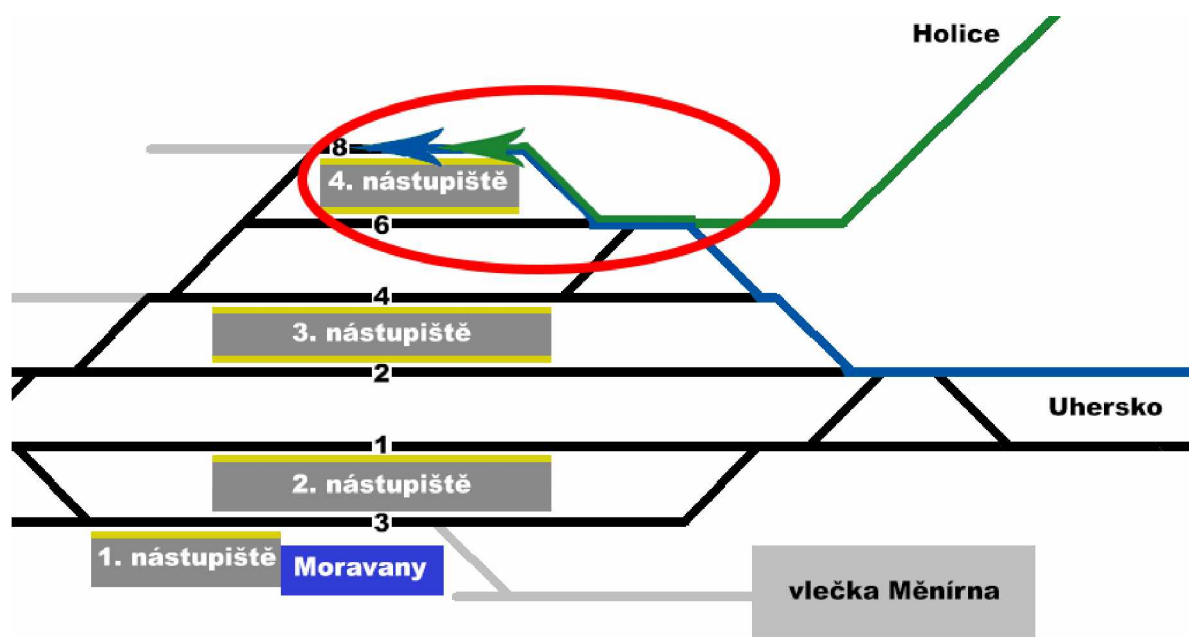 Holice
8
4. nástupiště
6
4
3. nástupiště
2
Uhersko
1
2. nástupiště
3
1. nástupiště
Moravany
vlečka Měnírna